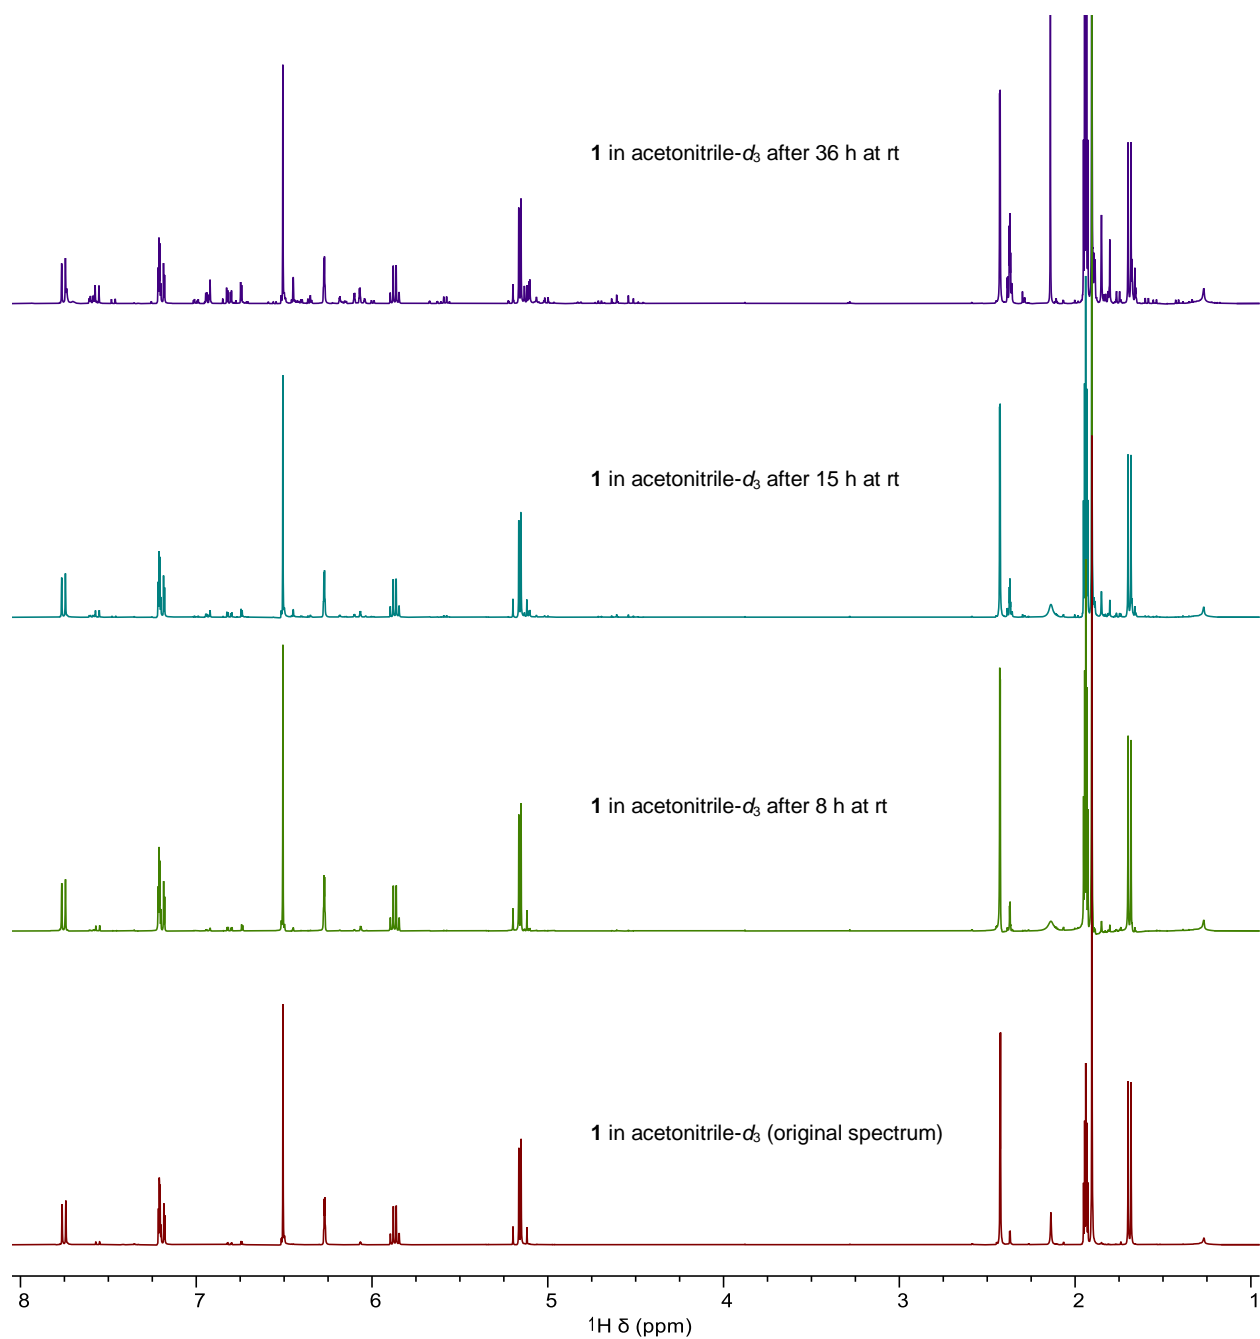 1 in acetonitrile-d₃ after 36 h at rt
1 in acetonitrile-d₃ after 15 h at rt
1 in acetonitrile-d₃ after 8 h at rt
1 in acetonitrile-d₃ (original spectrum)
8 7 6 5 4 3 2 1
¹H δ (ppm)